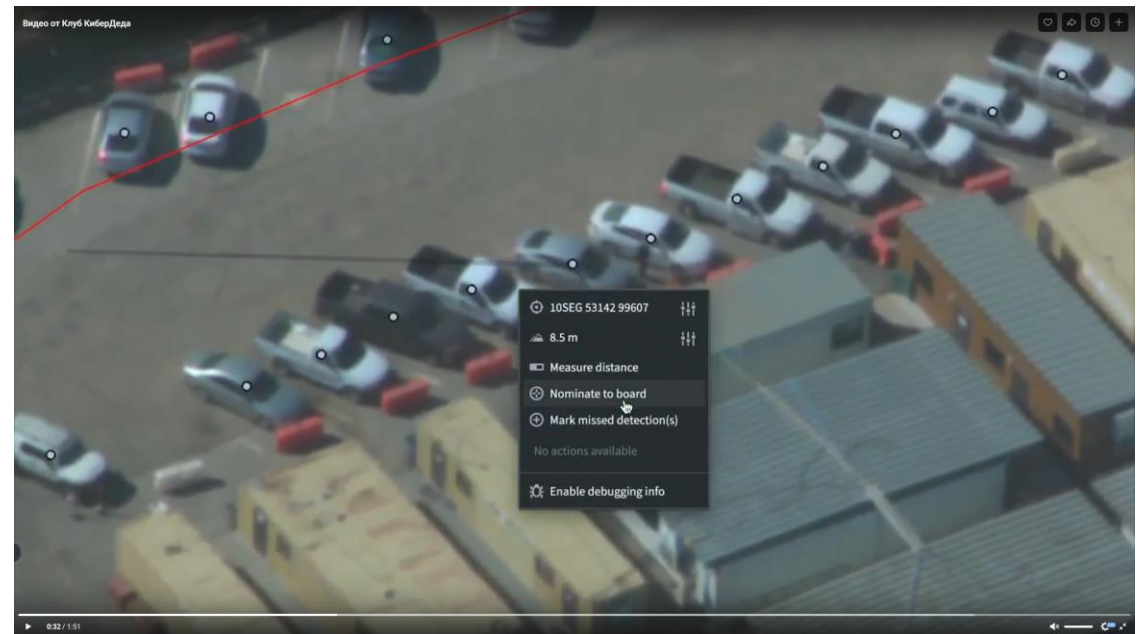 Видео от Клуб КиберДеда
10SEG 53142 99607
8.5 m
Measure distance
Nominate to board
Mark missed detection(s)
No actions available
Enable debugging info
0:32 / 1:51